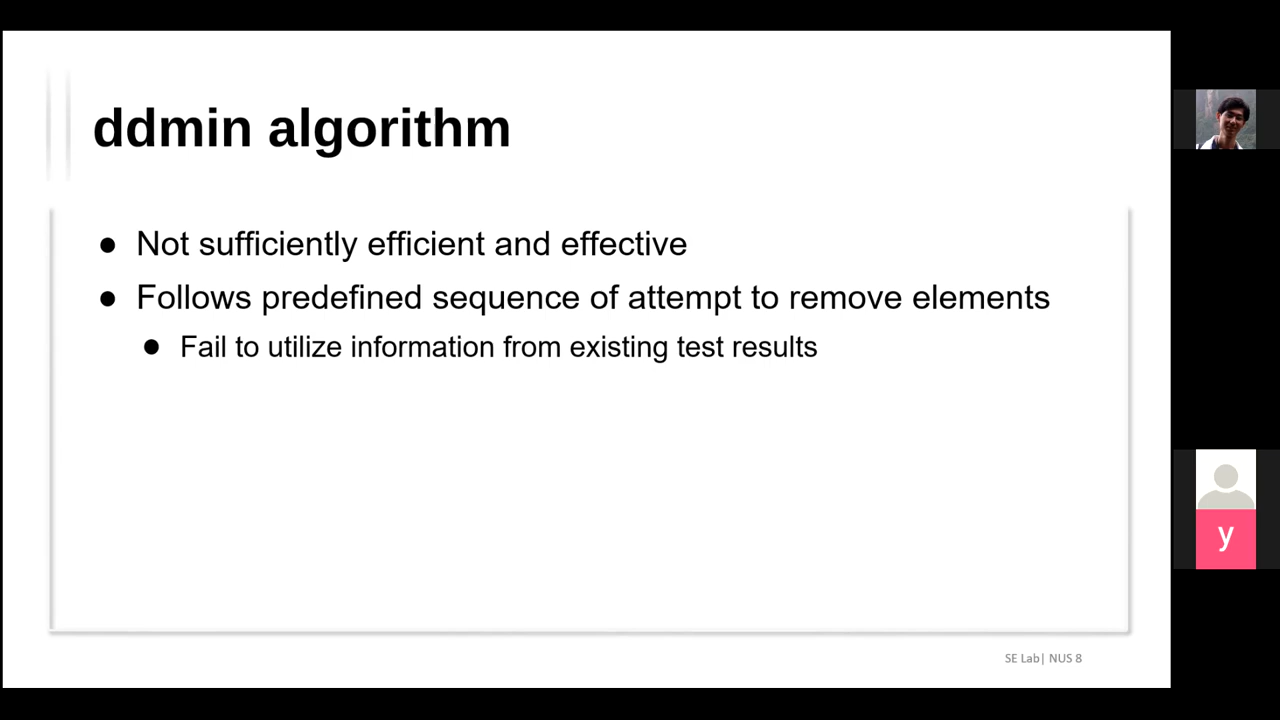 ddmin algorithm
● Not sufficiently efficient and effective
● Follows predefined sequence of attempt to remove elements
● Fail to utilize information from existing test results
SE Lab| NUS 8
y